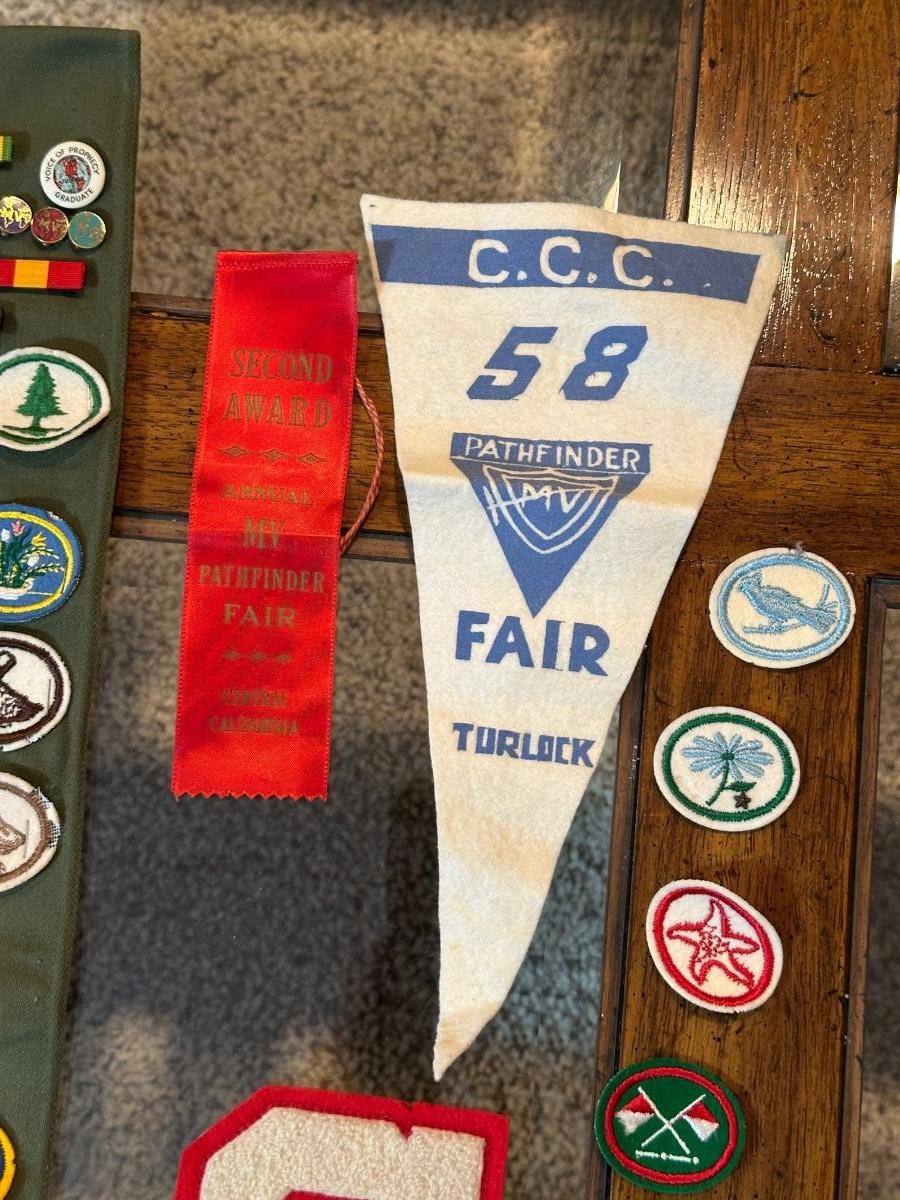 VOICE OF PROPHECY
GRADUATE
SECOND
AWARD
ANNUAL
MV
PATHFINDER
FAIR
CENTRAL
CALIFORNIA
C.C.C.
58
PATHFINDER
MV
FAIR
TURLOCK